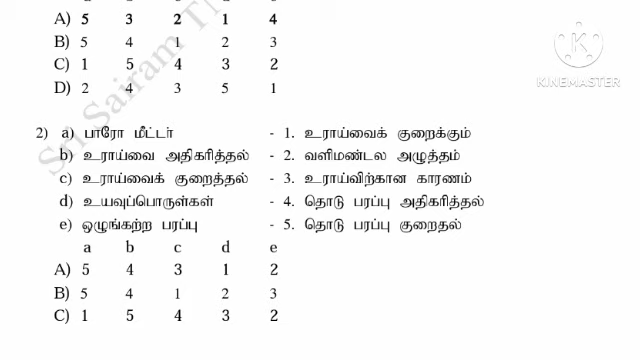 A) 5 3 2 1 4
B) 5 4 1 2 3
C) 1 5 4 3 2
D) 2 4 3 5 1
KINEMASTER
Sri Sairam
2) a) பாரோ மீட்டர் - 1. உராய்வைக் குறைக்கும்
b) உராய்வை அதிகரித்தல் - 2. வளிமண்டல அழுத்தம்
c) உராய்வைக் குறைத்தல் - 3. உராய்விற்கான காரணம்
d) உயவுப்பொருள்கள் - 4. தொடு பரப்பு அதிகரித்தல்
e) ஒழுங்கற்ற பரப்பு - 5. தொடு பரப்பு குறைதல்
a b c d e
A) 5 4 3 1 2
B) 5 4 1 2 3
C) 1 5 4 3 2